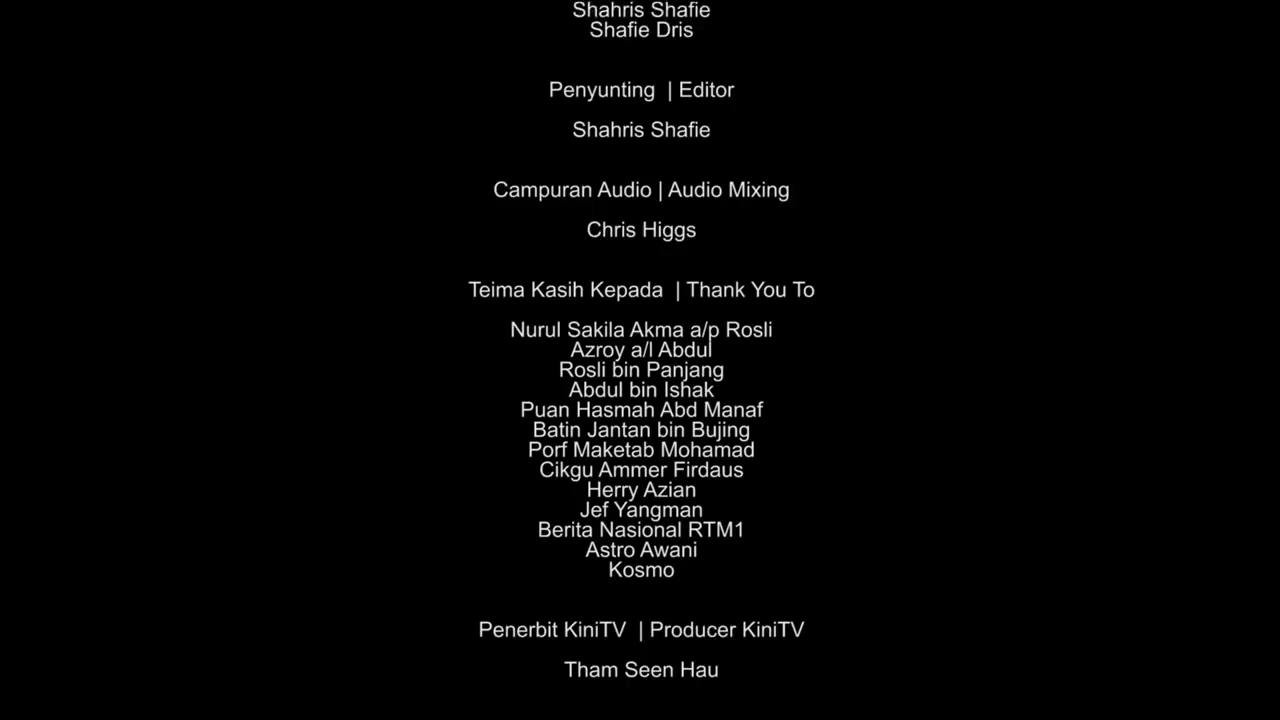 Shahris Shafie
Shafie Dris
Penyunting | Editor
Shahris Shafie
Campuran Audio | Audio Mixing
Chris Higgs
Teima Kasih Kepada | Thank You To
Nurul Sakila Akma a/p Rosli
Azroy a/l Abdul
Rosli bin Panjang
Abdul bin Ishak
Puan Hasmah Abd Manaf
Batin Jantan bin Bujing
Porf Maketab Mohamad
Cikgu Ammer Firdaus
Herry Azian
Jef Yangman
Berita Nasional RTM1
Astro Awani
Kosmo
Penerbit KiniTV | Producer KiniTV
Tham Seen Hau